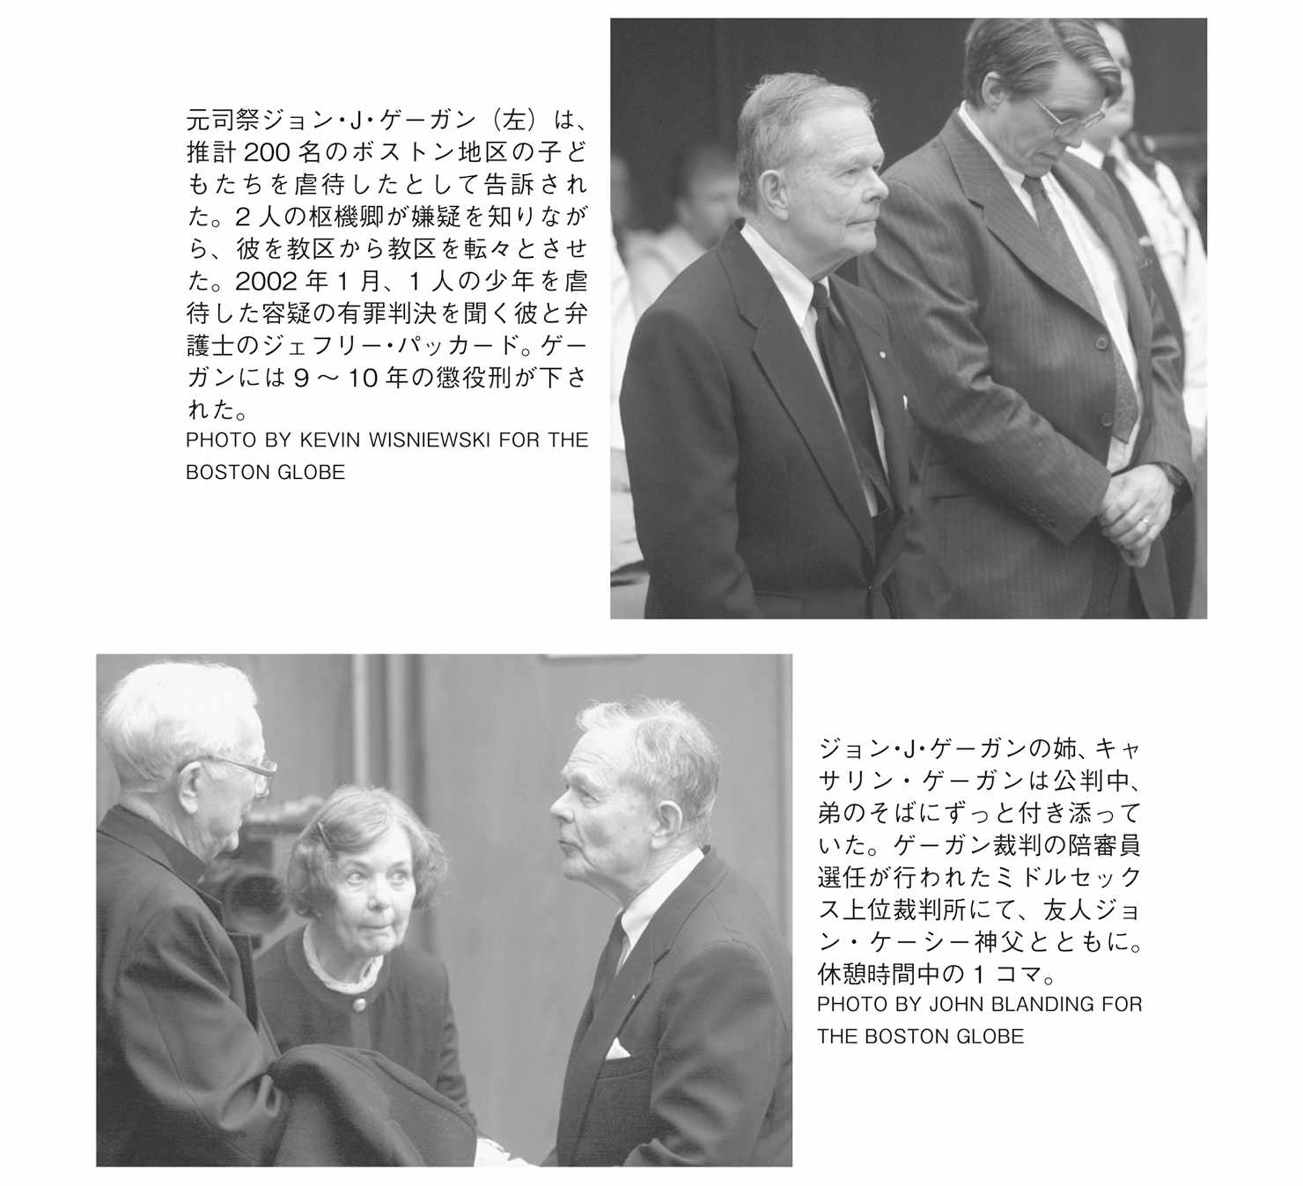 元司祭ジョン・J・ゲーガン（左）は、
推計 200 名のボストン地区の子ど
もたちを虐待したとして告訴され
た。2 人の枢機卿が嫌疑を知りなが
ら、彼を教区から教区を転々とさせ
た。2002 年 1 月、1 人の少年を虐
待した容疑の有罪判決を聞く彼と弁
護士のジェフリー・パッカード。ゲー
ガンには 9 〜 10 年の懲役刑が下さ
れた。
PHOTO BY KEVIN WISNIEWSKI FOR THE
BOSTON GLOBE
ジョン・J・ゲーガンの姉、キャ
サリン・ゲーガンは公判中、
弟のそばにずっと付き添って
いた。ゲーガン裁判の陪審員
選任が行われたミドルセック
ス上位裁判所にて、友人ジョ
ン・ケーシー神父とともに。
休憩時間中の 1 コマ。
PHOTO BY JOHN BLANDING FOR
THE BOSTON GLOBE